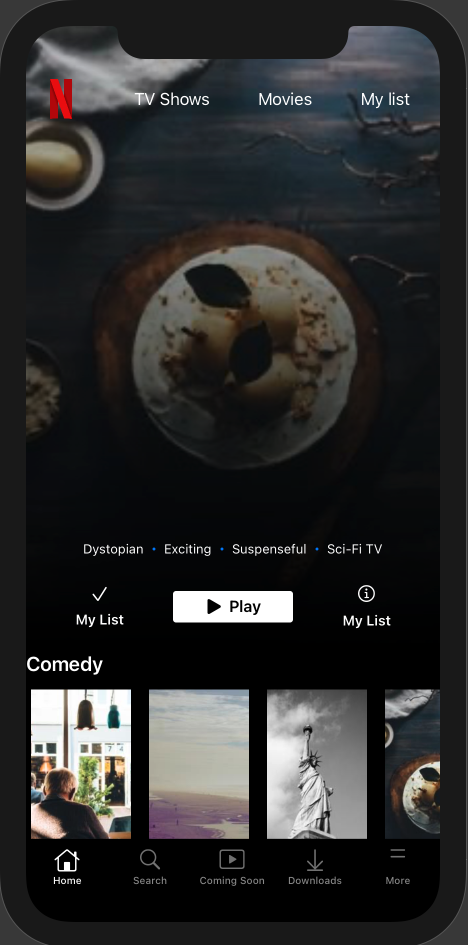 N TV Shows Movies My list
Dystopian • Exciting • Suspenseful • Sci-Fi TV
My List Play My List
Comedy
Home Search Coming Soon Downloads More